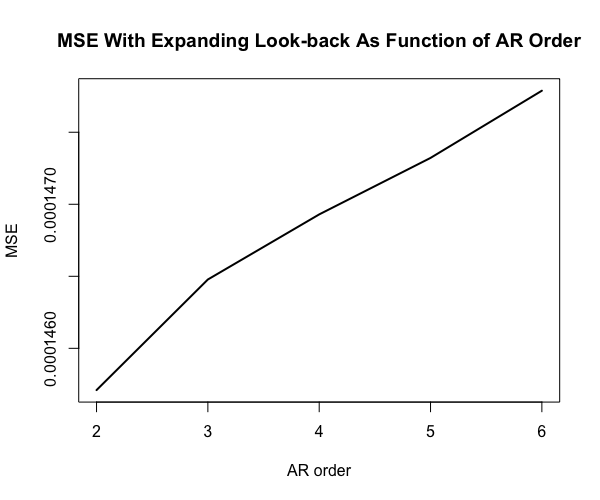 MSE With Expanding Look-back As Function of AR Order
MSE
0.0001470
0.0001460
2 3 4 5 6
AR order